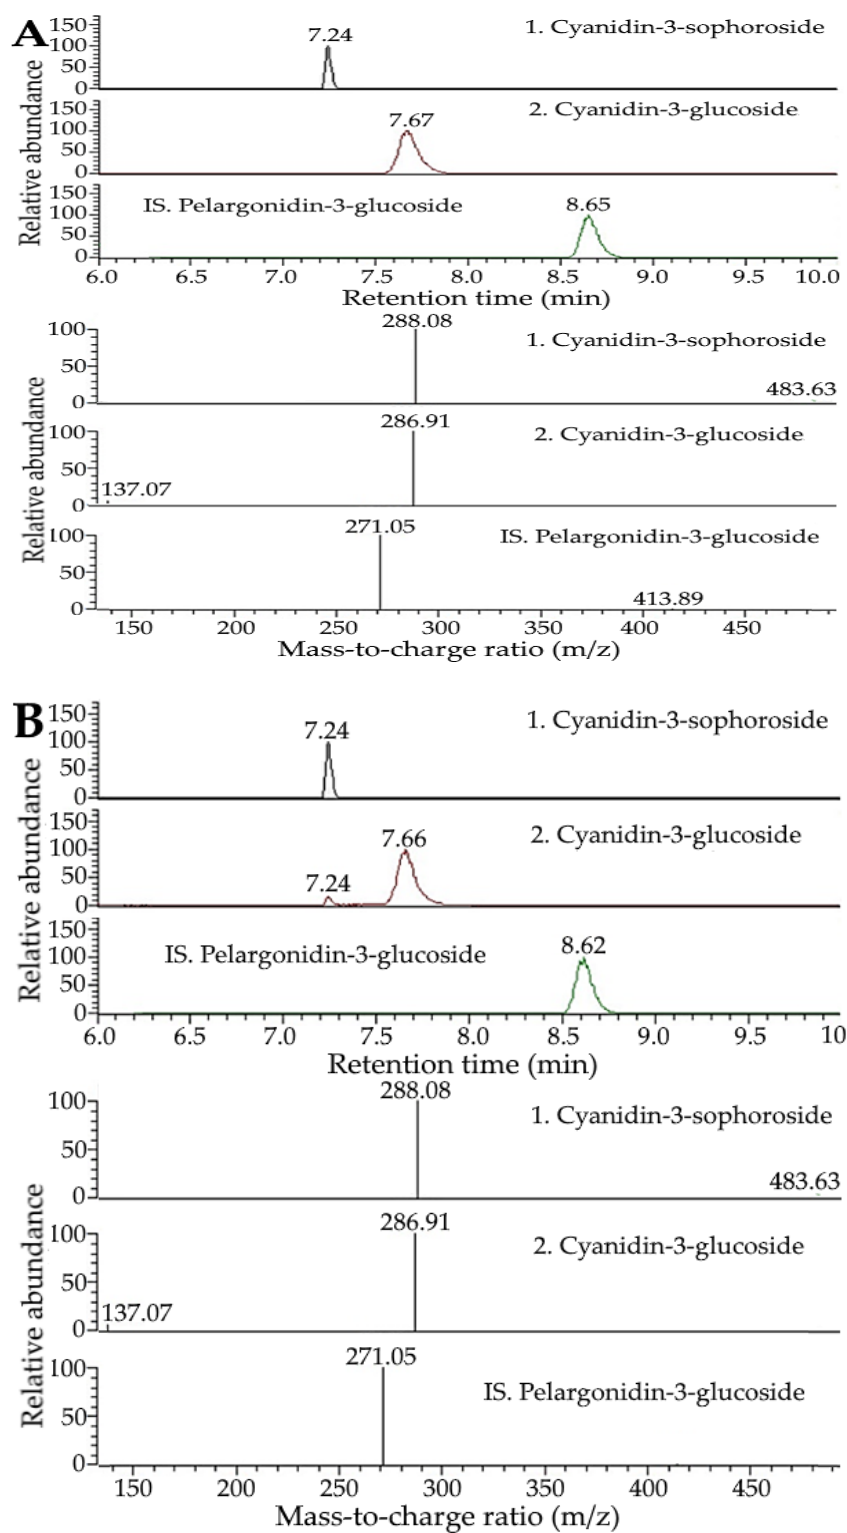 A
150
7.24
1. Cyanidin-3-sophoroside
100
50
0
150
7.67
2. Cyanidin-3-glucoside
100
50
0
150
IS. Pelargonidin-3-glucoside
8.65
100
50
0
Relative abundance
6.0 6.5 7.0 7.5 8.0 8.5 9.0 9.5 10.0
Retention time (min)
288.08
100
1. Cyanidin-3-sophoroside
50
483.63
0
286.91
100
2. Cyanidin-3-glucoside
50
137.07
0
271.05
100
IS. Pelargonidin-3-glucoside
50
413.89
0
Relative abundance
150 200 250 300 350 400 450
Mass-to-charge ratio (m/z)
B
150
7.24
1. Cyanidin-3-sophoroside
100
50
0
150
7.66
2. Cyanidin-3-glucoside
100
7.24
50
0
150
IS. Pelargonidin-3-glucoside
8.62
100
50
0
Relative abundance
6.0 6.5 7.0 7.5 8.0 8.5 9.0 9.5 10
Retention time (min)
288.08
100
1. Cyanidin-3-sophoroside
50
483.63
0
286.91
100
2. Cyanidin-3-glucoside
50
137.07
0
271.05
100
IS. Pelargonidin-3-glucoside
50
0
Relative abundance
150 200 250 300 350 400 450
Mass-to-charge ratio (m/z)